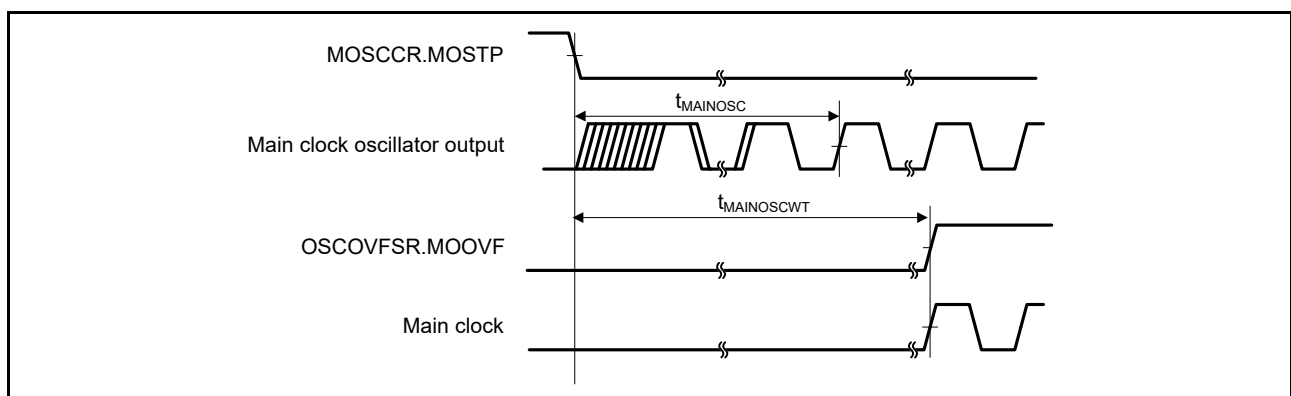 MOSCCR.MOSTP
tMAINOSC
Main clock oscillator output
tMAINOSCWT
OSCOVFSR.MOOVF
Main clock